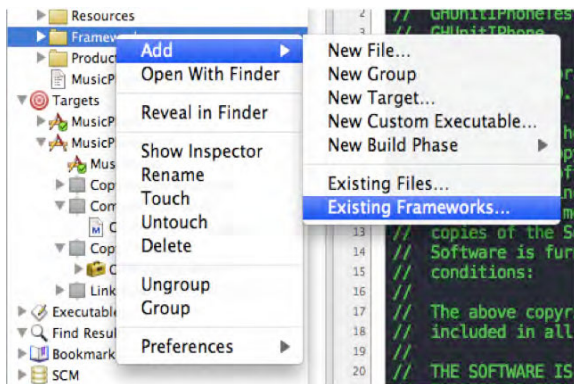 Resources
Framew
Produc
MusicP
Targets
MusicP
MusicP
Mus
Cop
Com
C
Cop
C
Link
Executable
Find Resul
Bookmark
SCM
Add
Open With Finder
Reveal in Finder
Show Inspector
Rename
Touch
Untouch
Delete
Ungroup
Group
Preferences
New File...
New Group
New Target...
New Custom Executable...
New Build Phase
Existing Files...
Existing Frameworks...
2 // GHUnitIPhoneTes
// GHUnitIPhone
13 // copies of the S
14 // Software is fur
15 // conditions:
16 //
17 // The above copyr
18 // included in all
19 //
20 // THE SOFTWARE IS